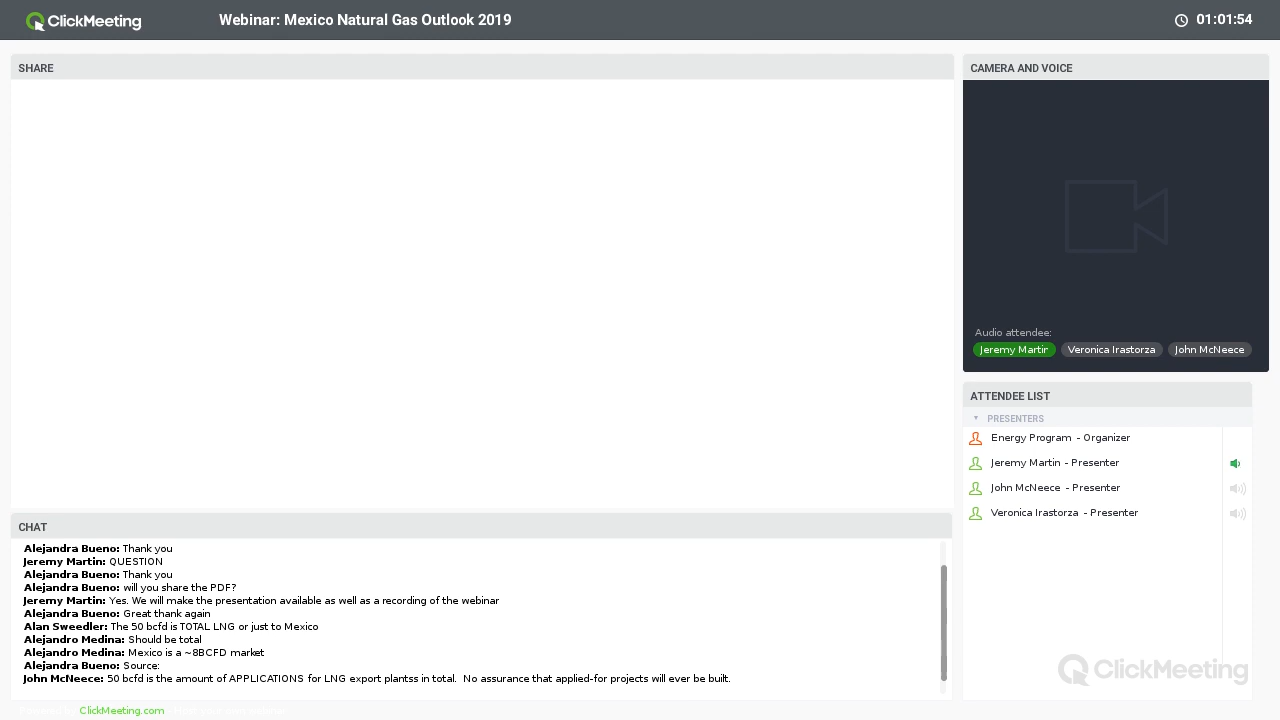 ClickMeeting
Webinar: Mexico Natural Gas Outlook 2019
01:01:54
SHARE
CAMERA AND VOICE
Audio attendee:
Jeremy Martin
Veronica Irastorza
John McNeece
ATTENDEE LIST
PRESENTERS
Energy Program - Organizer
Jeremy Martin - Presenter
John McNeece - Presenter
Veronica Irastorza - Presenter
CHAT
Alejandra Bueno: Thank you
Jeremy Martin: QUESTION
Alejandra Bueno: Thank you
Alejandra Bueno: will you share the PDF?
Jeremy Martin: Yes. We will make the presentation available as well as a recording of the webinar
Alejandra Bueno: Great thank again
Alan Sweedler: The 50 bcfd is TOTAL LNG or just to Mexico
Alejandro Medina: Should be total
Alejandro Medina: Mexico is a ~8BCFD market
Alejandra Bueno: Source:
John McNeece: 50 bcfd is the amount of APPLICATIONS for LNG export plantss in total. No assurance that applied-for projects will ever be built.
ClickMeeting
ClickMeeting.com